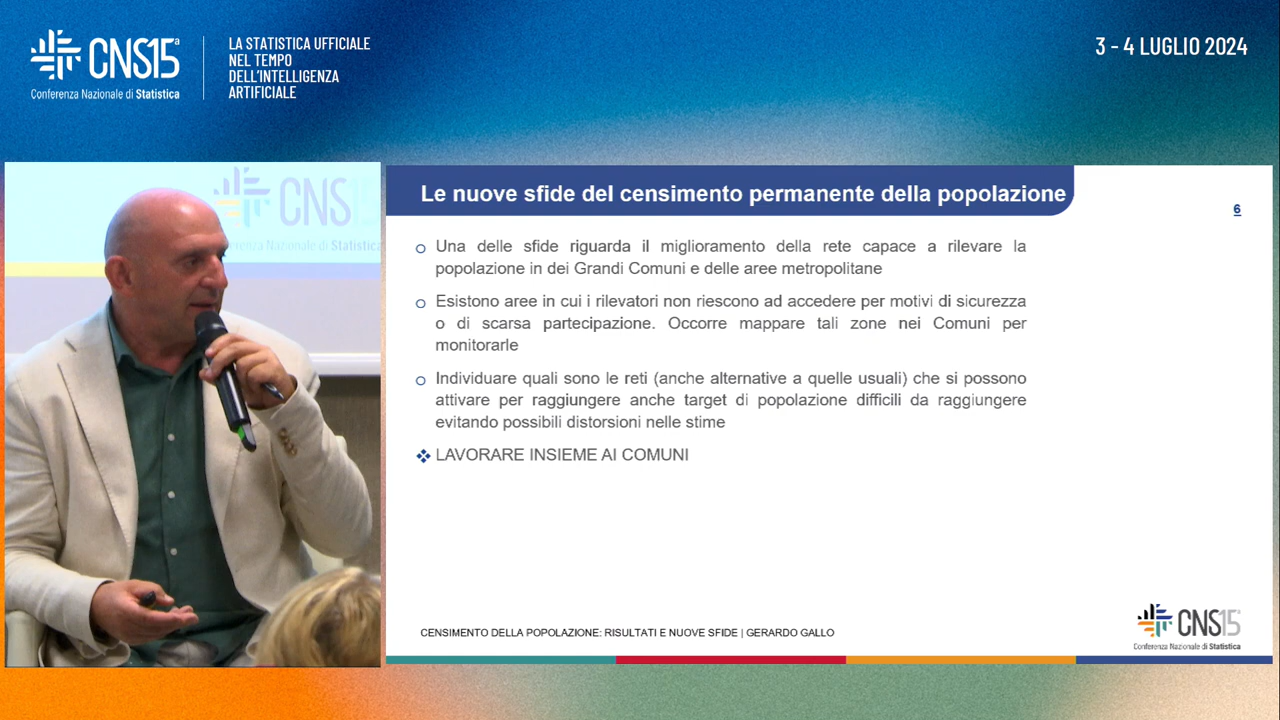 CNS15ª
Conferenza Nazionale di Statistica
LA STATISTICA UFFICIALE
NEL TEMPO
DELL'INTELLIGENZA
ARTIFICIALE
3 - 4 LUGLIO 2024
CNS15
Conferenza Nazionale di Statistica
Le nuove sfide del censimento permanente della popolazione
6
Una delle sfide riguarda il miglioramento della rete capace a rilevare la
popolazione in dei Grandi Comuni e delle aree metropolitane
Esistono aree in cui i rilevatori non riescono ad accedere per motivi di sicurezza
o di scarsa partecipazione. Occorre mappare tali zone nei Comuni per
monitorarle
Individuare quali sono le reti (anche alternative a quelle usuali) che si possono
attivare per raggiungere anche target di popolazione difficili da raggiungere
evitando possibili distorsioni nelle stime
LAVORARE INSIEME AI COMUNI
CENSIMENTO DELLA POPOLAZIONE: RISULTATI E NUOVE SFIDE | GERARDO GALLO
CNS15ª
Conferenza Nazionale di Statistica